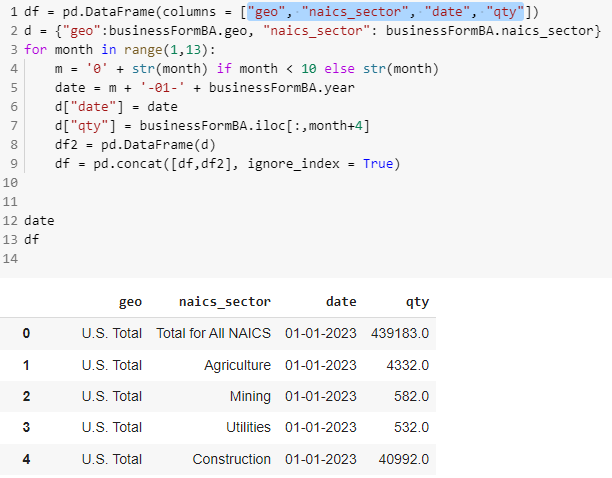 1 df = pd.DataFrame(columns = ["geo", "naics_sector", "date", "qty"])
2 d = {"geo":businessFormBA.geo, "naics_sector": businessFormBA.naics_sector}
3 for month in range(1,13):
4     m = '0' + str(month) if month < 10 else str(month)
5     date = m + '-01-' + businessFormBA.year
6     d["date"] = date
7     d["qty"] = businessFormBA.iloc[:,month+4]
8     df2 = pd.DataFrame(d)
9     df = pd.concat([df,df2], ignore_index = True)
10
11
12 date
13 df
14
geo naics_sector date qty
0 U.S. Total Total for All NAICS 01-01-2023 439183.0
1 U.S. Total Agriculture 01-01-2023 4332.0
2 U.S. Total Mining 01-01-2023 582.0
3 U.S. Total Utilities 01-01-2023 532.0
4 U.S. Total Construction 01-01-2023 40992.0